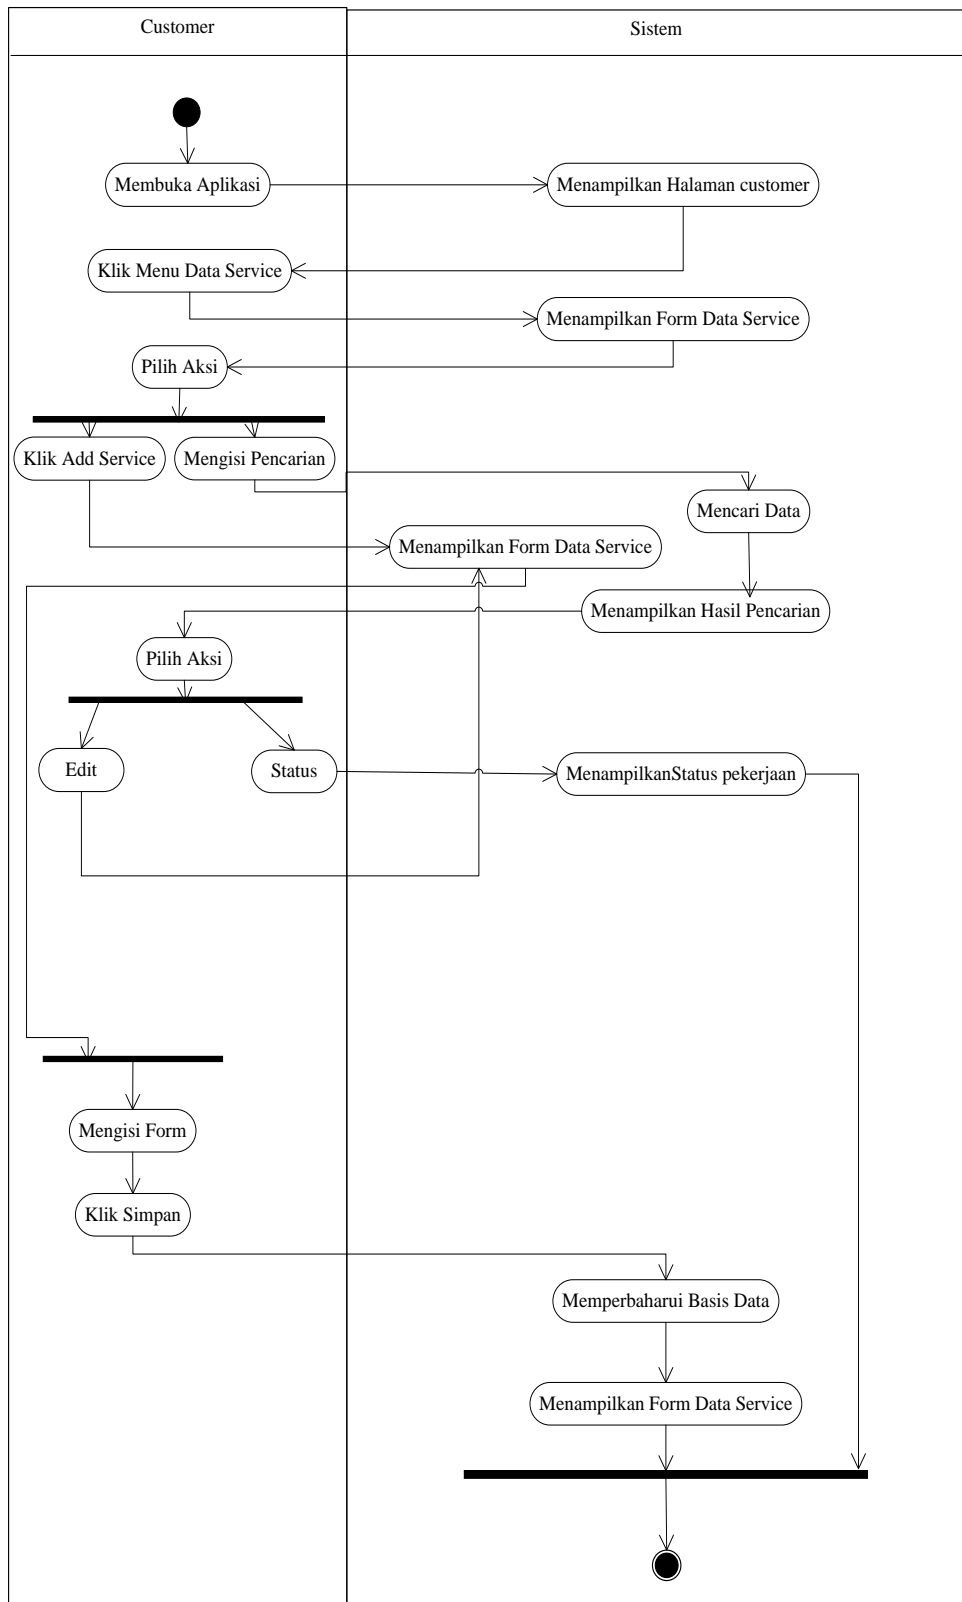 Customer
Sistem
Membuka Aplikasi
Menampilkan Halaman customer
Klik Menu Data Service
Menampilkan Form Data Service
Pilih Aksi
Klik Add Service
Mengisi Pencarian
Mencari Data
Menampilkan Form Data Service
Menampilkan Hasil Pencarian
Pilih Aksi
Edit
Status
MenampilkanStatus pekerjaan
Mengisi Form
Klik Simpan
Memperbaharui Basis Data
Menampilkan Form Data Service